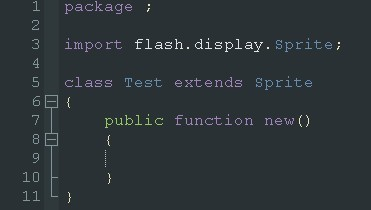 1 package ;
2
3 import flash.display.Sprite;
4
5 class Test extends Sprite
6 {
7 public function new()
8 {
9
10 }
11 }